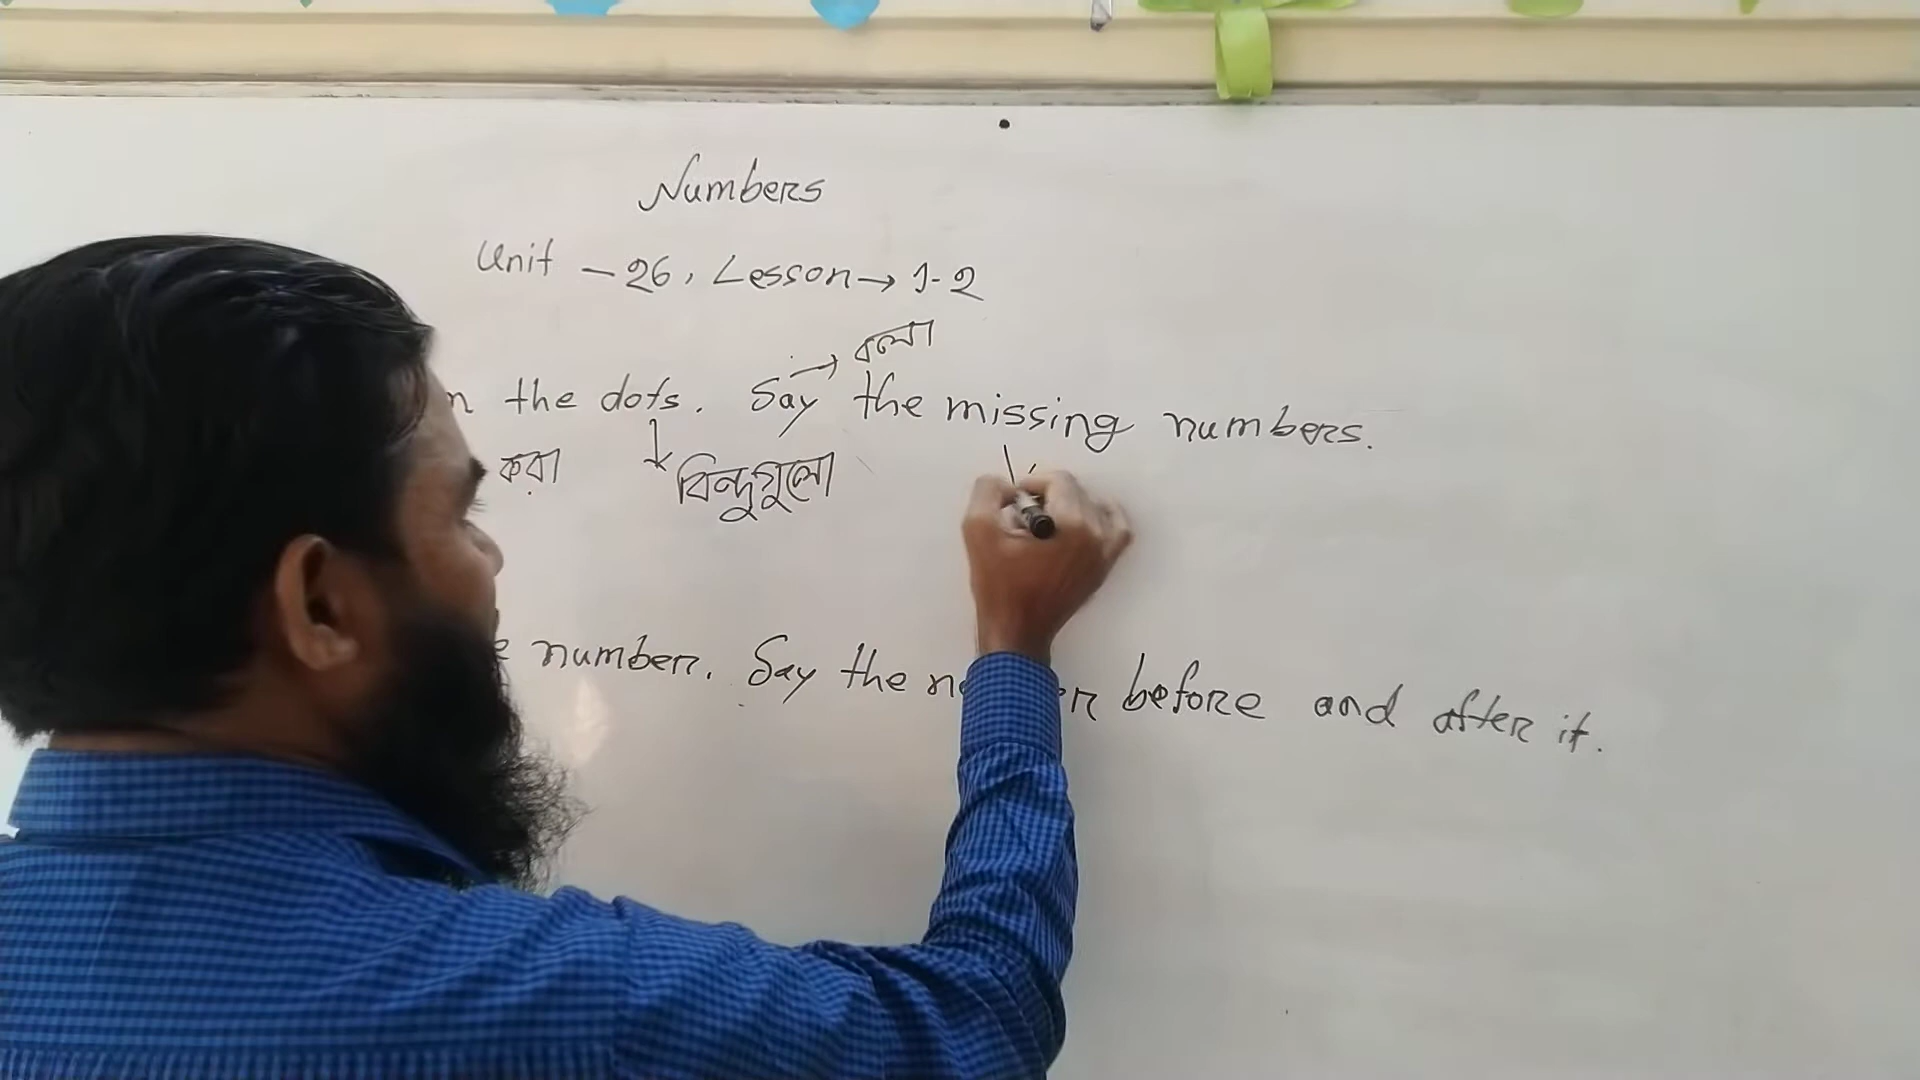 Numbers
Unit - 26, Lesson → 1-2
বলো
the dots. Say → the missing numbers.
করা ↓ বিন্দুগুলো
number. Say the before and after it.